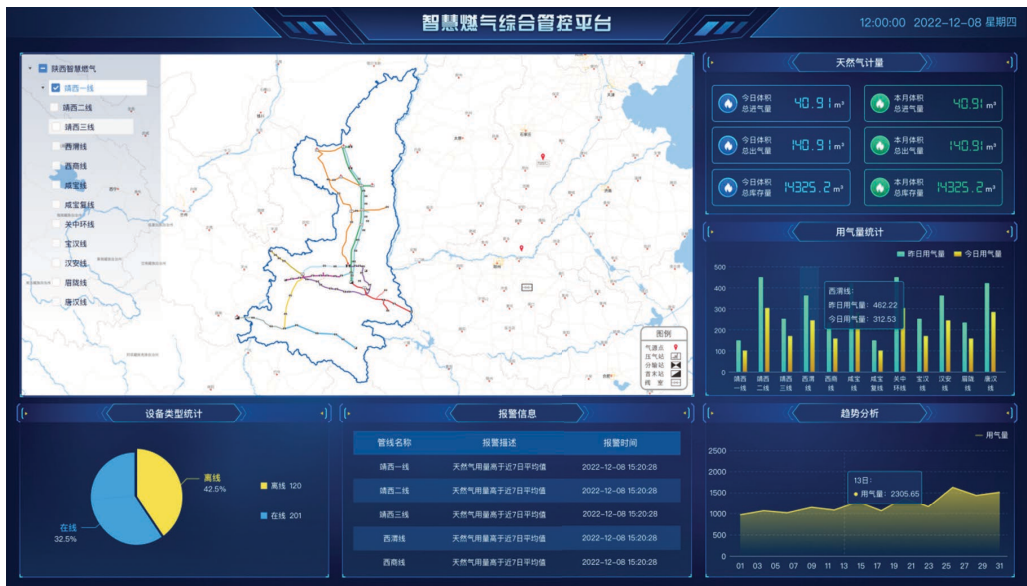 智慧燃气综合管控平台
12:00:00 2022-12-08 星期四
陕西智慧燃气
靖西一线
靖西二线
靖西三线
西渭线
西商线
咸宝线
咸宝复线
关中环线
宝汉线
汉安线
眉陇线
唐汉线
图例
气源点
压气站
分输站
首末站
阀 室
天然气计量
今日体积
总进气量
40.91 m³
本月体积
总进气量
40.91 m³
今日体积
总出气量
140.91 m³
本月体积
总出气量
140.91 m³
今日体积
总库存量
14325.2 m³
本月体积
总库存量
14325.2 m³
用气量统计
昨日用气量 今日用气量
500
400
300
200
100
0
西渭线:
昨日用气量: 462.22
今日用气量: 312.53
靖西一线
靖西二线
靖西三线
西渭线
西商线
咸宝线
咸宝复线
关中环线
宝汉线
汉安线
眉陇线
唐汉线
设备类型统计
离线
42.5%
在线
32.5%
离线 120
在线 201
报警信息
管线名称 报警描述 报警时间
靖西一线 天然气用量高于近7日平均值 2022-12-08 15:20:28
靖西二线 天然气用量高于近7日平均值 2022-12-08 15:20:28
靖西三线 天然气用量高于近7日平均值 2022-12-08 15:20:28
西渭线 天然气用量高于近7日平均值 2022-12-08 15:20:28
西商线 天然气用量高于近7日平均值 2022-12-08 15:20:28
趋势分析
用气量
2500
2000
1500
1000
500
0
13日:
用气量: 2305.65
01 03 05 07 09 11 13 15 17 19 21 23 25 27 29 31